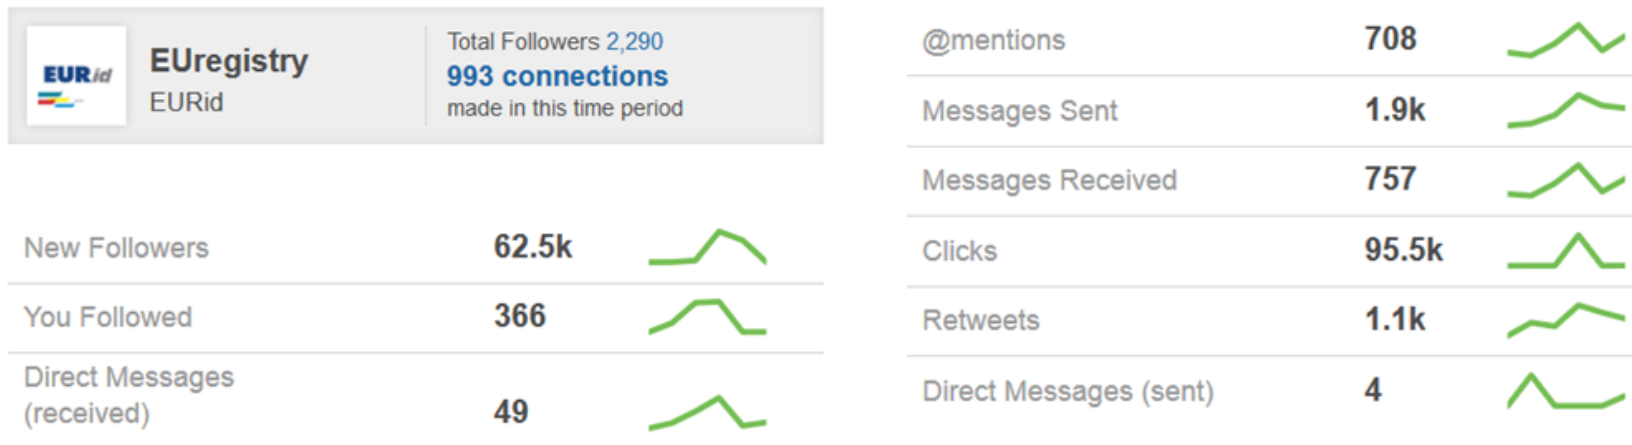 EURid
EUregistry
EURid
Total Followers 2,290
993 connections
made in this time period
New Followers 62.5k
You Followed 366
Direct Messages
(received) 49
@mentions 708
Messages Sent 1.9k
Messages Received 757
Clicks 95.5k
Retweets 1.1k
Direct Messages (sent) 4